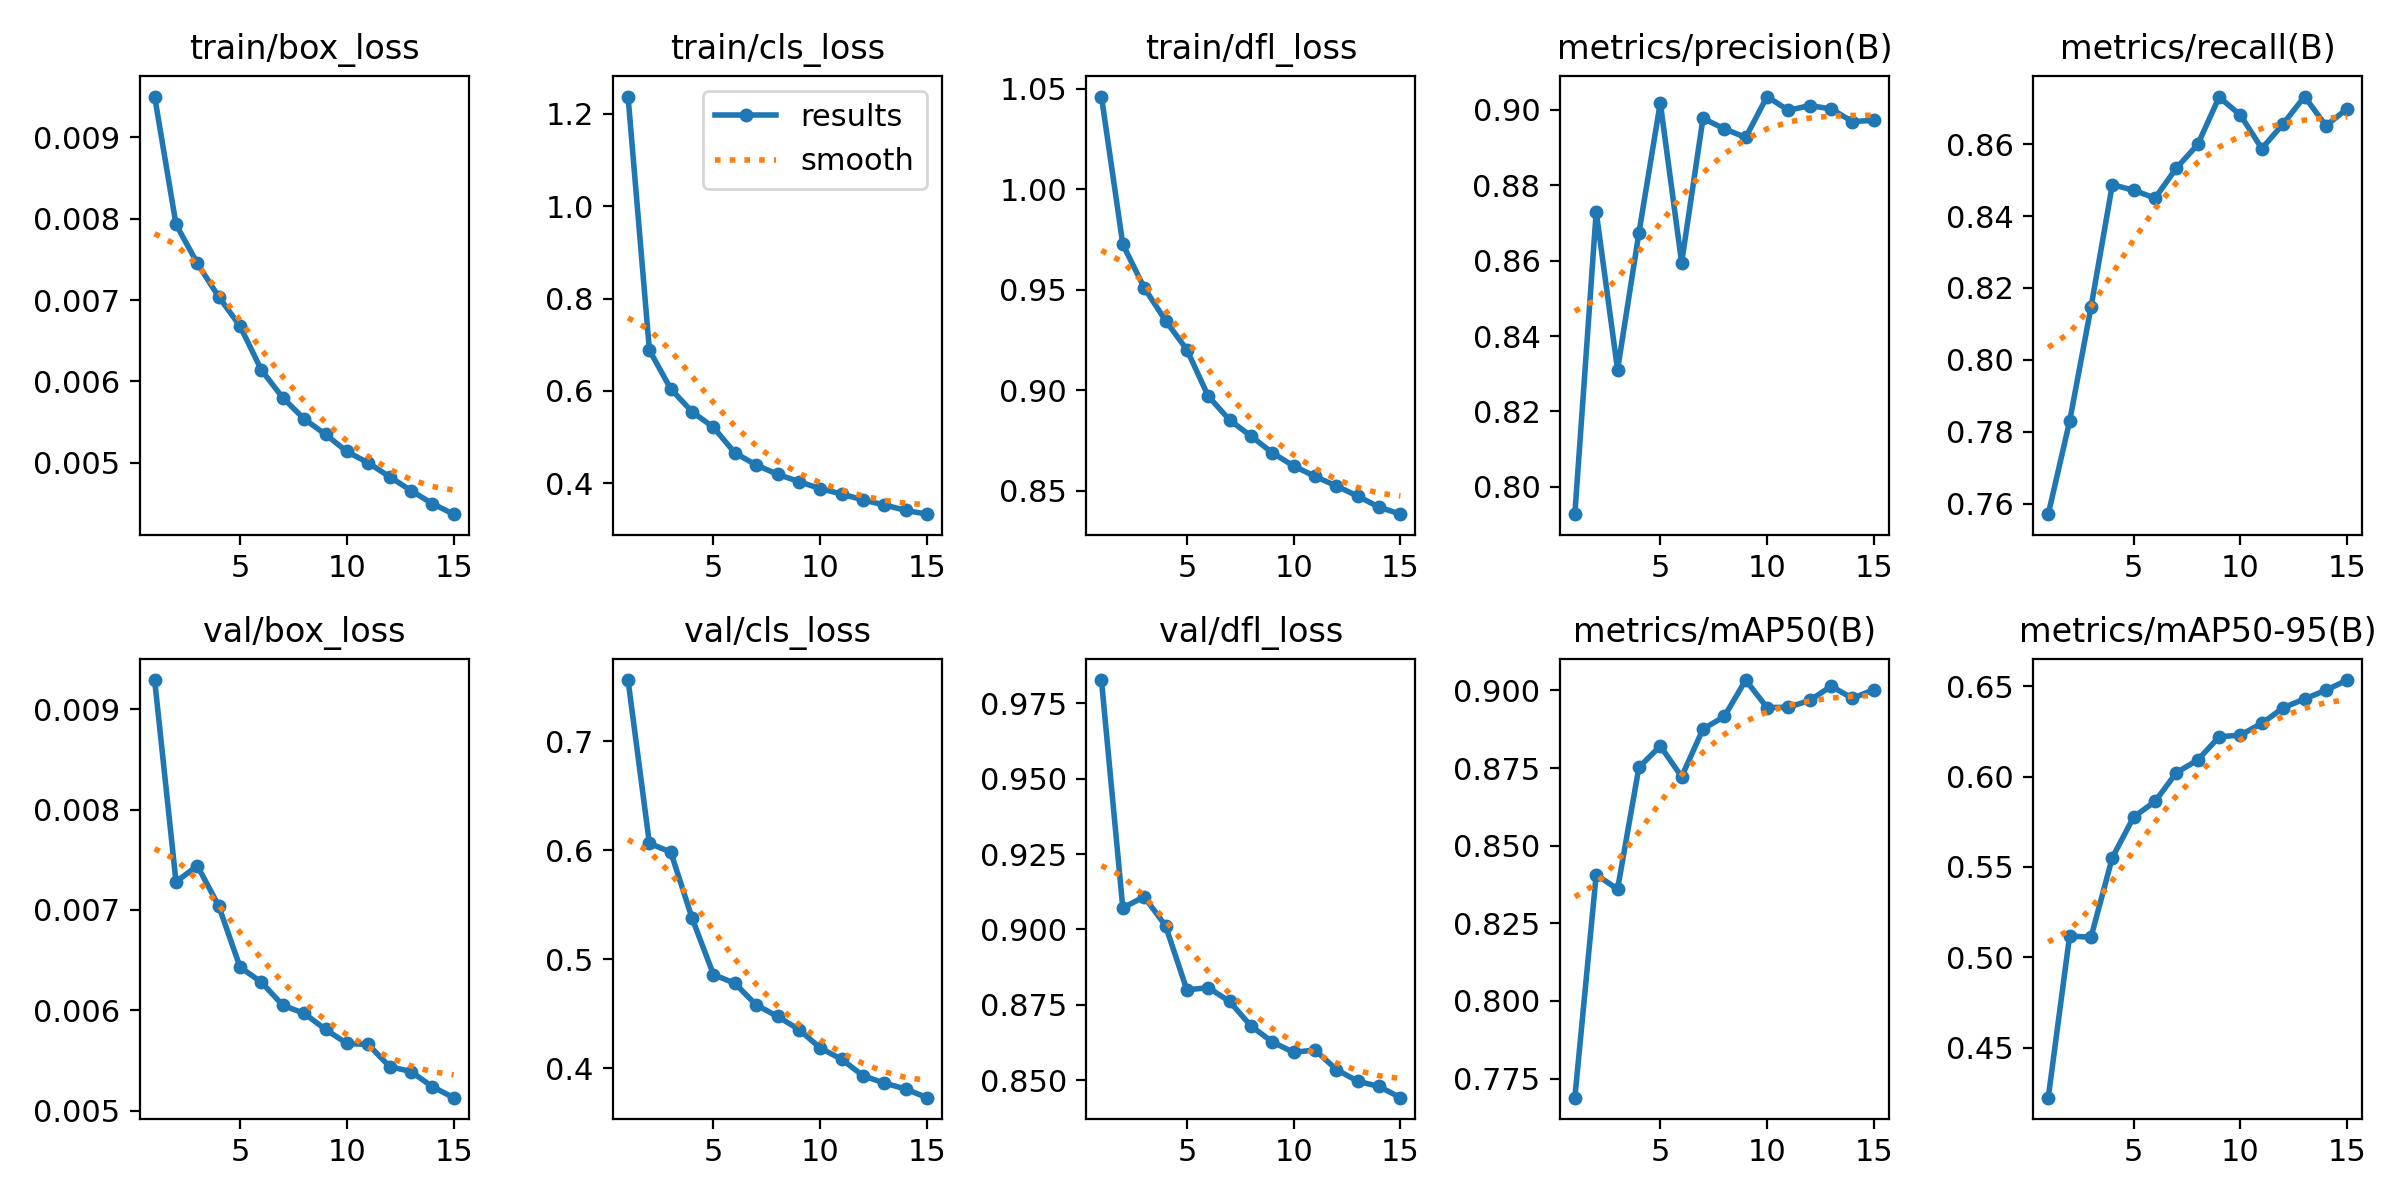 train/box_loss
train/cls_loss
train/dfl_loss
metrics/precision(B)
metrics/recall(B)
0.009
0.008
0.007
0.006
0.005
5 10 15
1.2
1.0
0.8
0.6
0.4
results
smooth
5 10 15
1.05
1.00
0.95
0.90
0.85
5 10 15
0.90
0.88
0.86
0.84
0.82
0.80
5 10 15
0.86
0.84
0.82
0.80
0.78
0.76
5 10 15
val/box_loss
val/cls_loss
val/dfl_loss
metrics/mAP50(B)
metrics/mAP50-95(B)
0.009
0.008
0.007
0.006
0.005
5 10 15
0.7
0.6
0.5
0.4
5 10 15
0.975
0.950
0.925
0.900
0.875
0.850
5 10 15
0.900
0.875
0.850
0.825
0.800
0.775
5 10 15
0.65
0.60
0.55
0.50
0.45
5 10 15